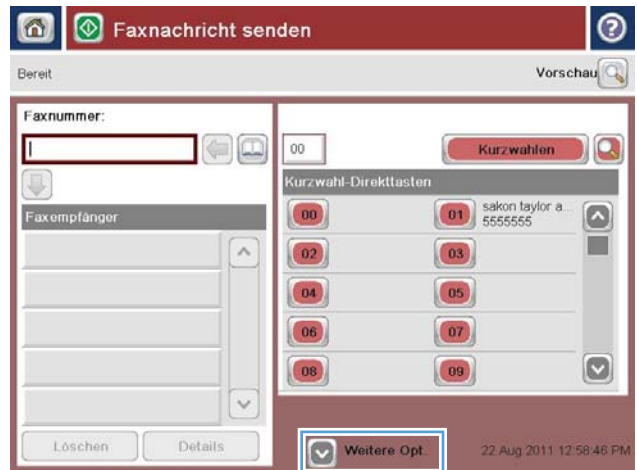 Faxnachricht senden
Bereit
Vorschau
Faxnummer:
00
Kurzwahlen
Kurzwahl-Direkttasten
Faxempfänger
00
01
sakon taylor a...
5555555
02
03
04
05
06
07
08
09
Löschen
Details
Weitere Opt.
22 Aug 2011 12:58:46 PM